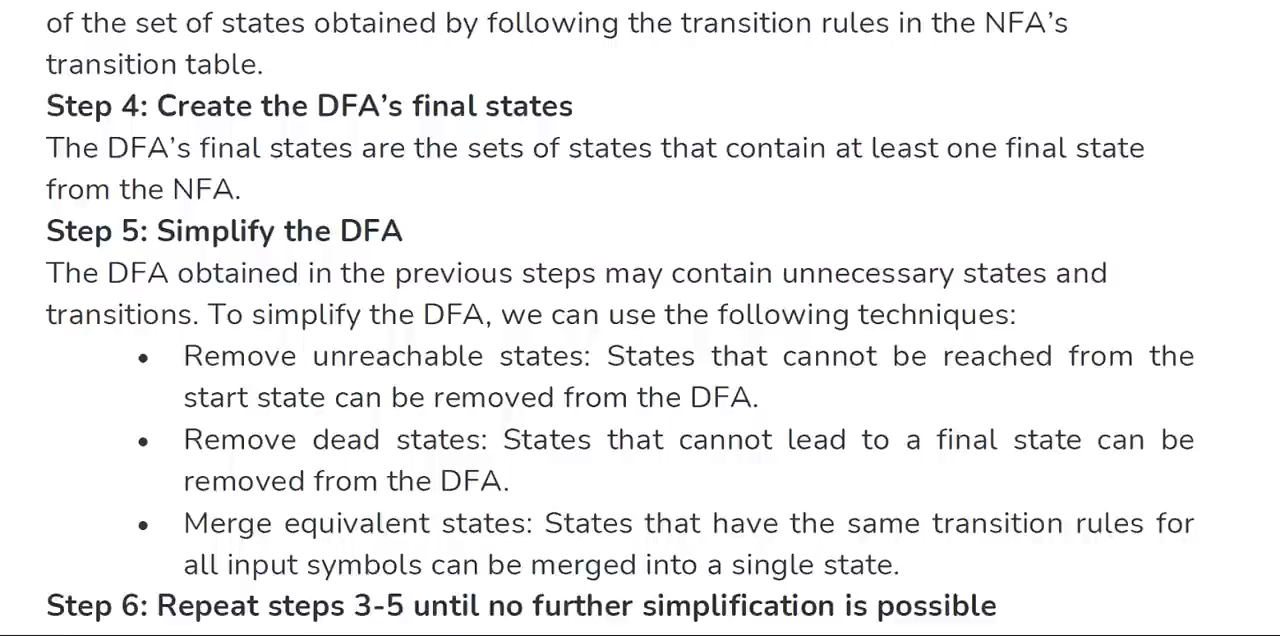 of the set of states obtained by following the transition rules in the NFA’s
transition table.
Step 4: Create the DFA’s final states
The DFA’s final states are the sets of states that contain at least one final state
from the NFA.
Step 5: Simplify the DFA
The DFA obtained in the previous steps may contain unnecessary states and
transitions. To simplify the DFA, we can use the following techniques:
• Remove unreachable states: States that cannot be reached from the
start state can be removed from the DFA.
• Remove dead states: States that cannot lead to a final state can be
removed from the DFA.
• Merge equivalent states: States that have the same transition rules for
all input symbols can be merged into a single state.
Step 6: Repeat steps 3-5 until no further simplification is possible